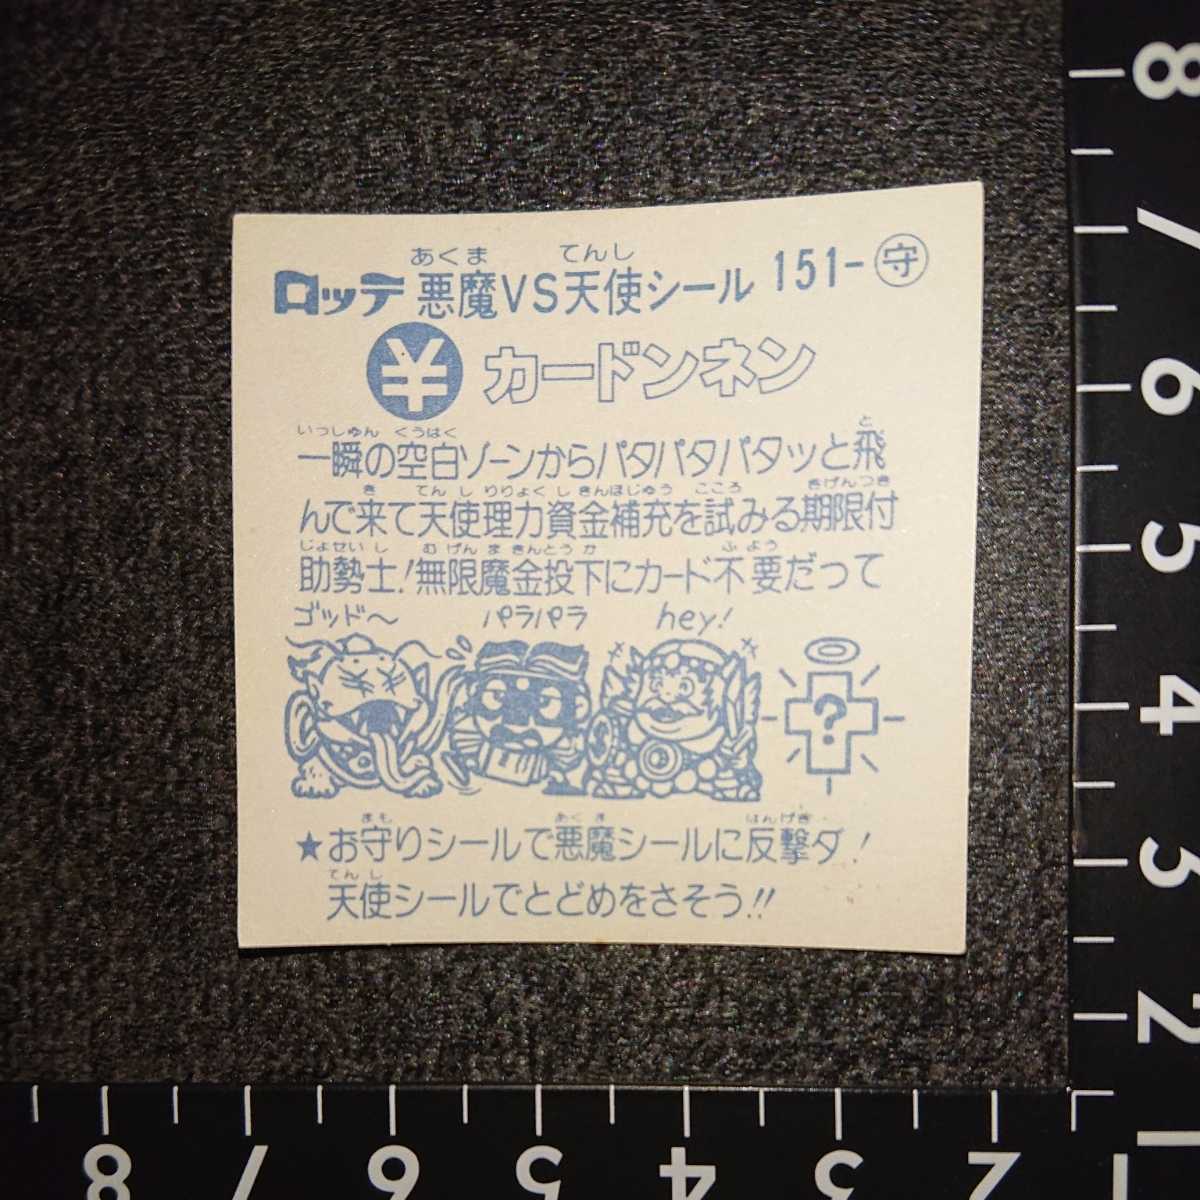 あくま てんし
ロッテ 悪魔VS天使シール 151-守
¥ カードンネン
いっしゅん くうはく と
一瞬の空白ゾーンからパタパタパタッと飛
き てんしりりょくしきんほじゅう こころ きげんつき
んで来て天使理力資金補充を試みる期限付
じょせいし むげんまきんとうか ふよう
助勢士!無限魔金投下にカード不要だって
ゴッド〜 パラパラ hey!
?
まも あくま はんげき
★お守りシールで悪魔シールに反撃ダ!
てんし
天使シールでとどめをさそう!!
8
7
6
5
4
3
2
1
8 7 6 5 4 3 2 1